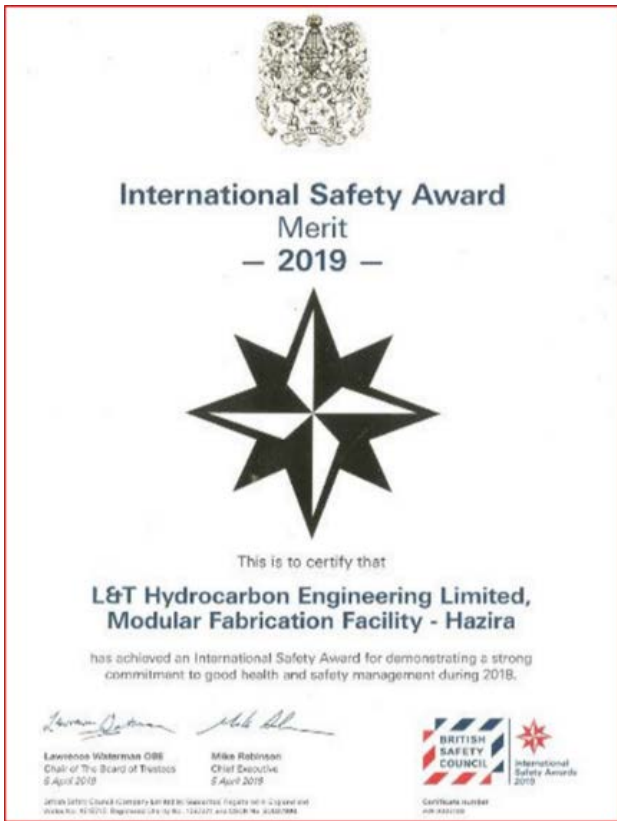 International Safety Award
Merit
— 2019 —
This is to certify that
L&T Hydrocarbon Engineering Limited,
Modular Fabrication Facility - Hazira
has achieved an International Safety Award for demonstrating a strong
commitment to good health and safety management during 2018.
Lawrence Waterman OBE
Chair of The Board of Trustees
5 April 2019
Mike Robinson
Chief Executive
5 April 2019
BRITISH
SAFETY
COUNCIL
International
Safety Awards
2019
Certificate number